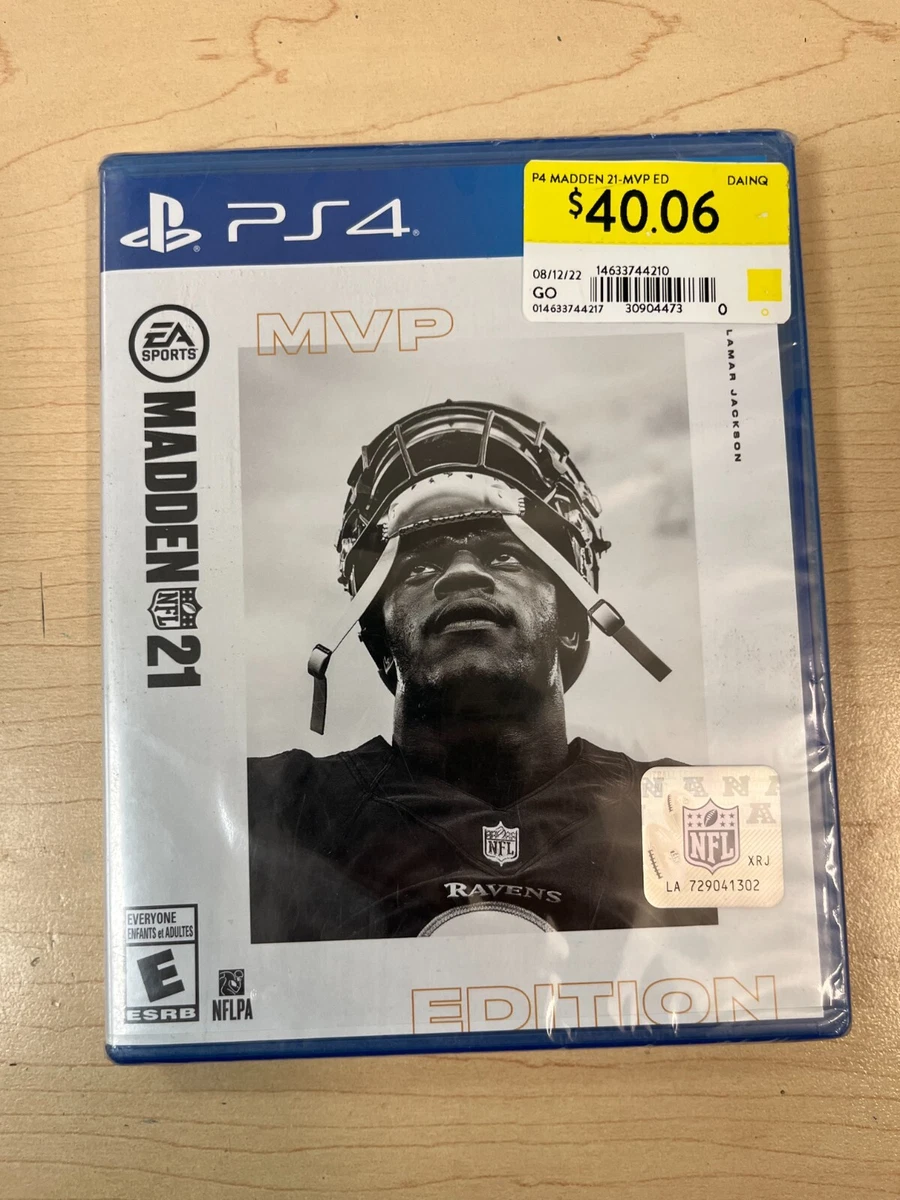 PS4
P4 MADDEN 21-MVP ED DAINQ
$40.06
08/12/22 14633744210
GO
014633744217 30904473 0
EA
SPORTS
MADDEN NFL 21
MVP
LAMAR JACKSON
NFL
RAVENS
NFL
XRJ
LA 729041302
EVERYONE
ENFANTS et ADULTES
E
ESRB
NFLPA
EDITION